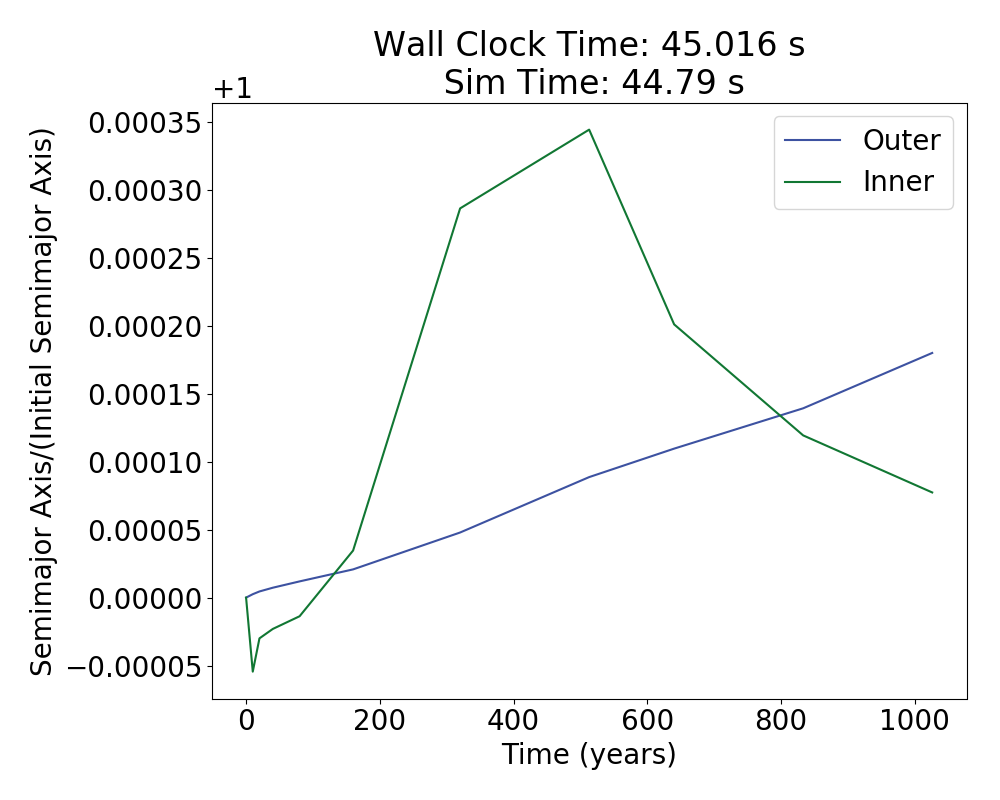 Wall Clock Time: 45.016 s
Sim Time: 44.79 s
+1
0.00035
0.00030
0.00025
0.00020
0.00015
0.00010
0.00005
0.00000
−0.00005
Semimajor Axis/(Initial Semimajor Axis)
Outer
Inner
0 200 400 600 800 1000
Time (years)